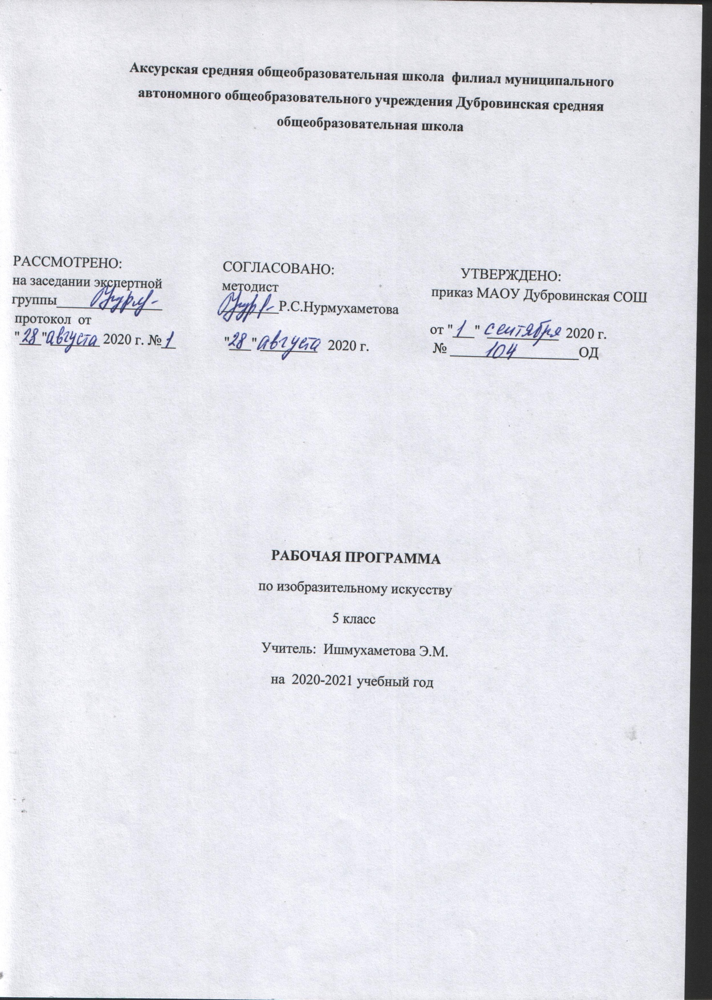 Аксурская средняя общеобразовательная школа филиал муниципального
автономного общеобразовательного учреждения Дубровинская средняя
общеобразовательная школа
РАССМОТРЕНО:
на заседании экспертной
группы
протокол от
"28" августа 2020 г. №1
СОГЛАСОВАНО:
методист
Р.С.Нурмухаметова
"28" августа 2020 г.
УТВЕРЖДЕНО:
приказ МАОУ Дубровинская СОШ
от "1" сентября 2020 г.
№ 104 ОД
РАБОЧАЯ ПРОГРАММА
по изобразительному искусству
5 класс
Учитель: Ишмухаметова Э.М.
на 2020-2021 учебный год